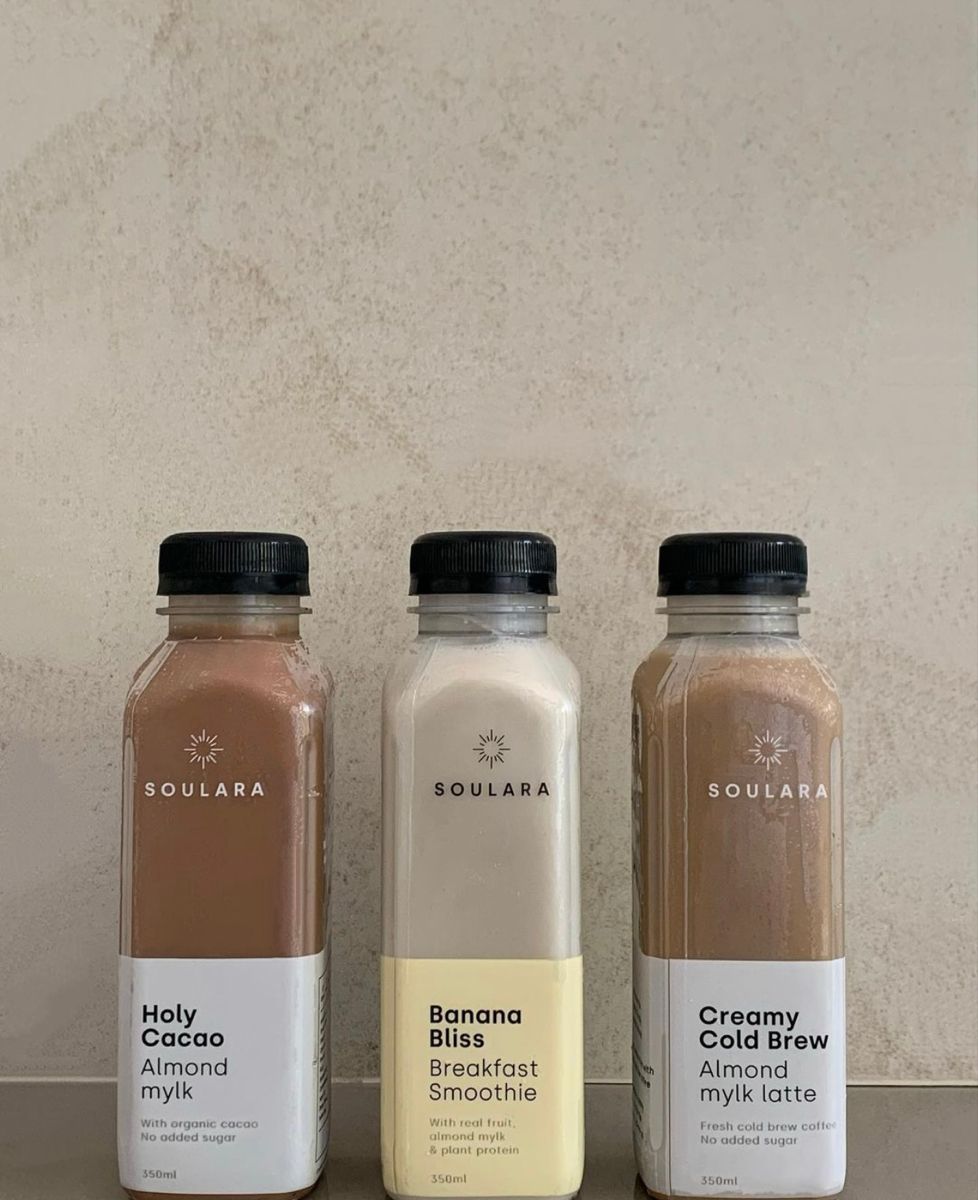 SOULARA
Holy
Cacao
Almond
mylk
With organic cacao
No added sugar
350ml
SOULARA
Banana
Bliss
Breakfast
Smoothie
With real fruit,
almond mylk
& plant protein
350ml
SOULARA
Creamy
Cold Brew
Almond
mylk latte
Fresh cold brew coffee
No added sugar
350ml